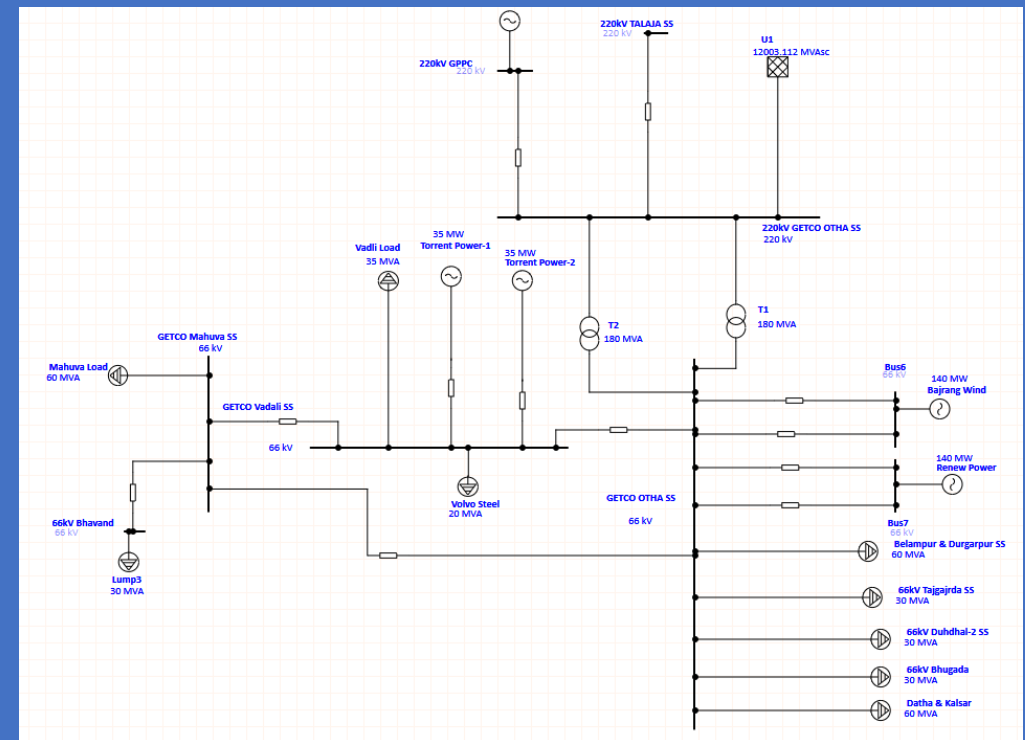 220kV TALAJA SS
220 kV
U1
12003.112 MVAsc
220kV GPPC
220 kV
220kV GETCO OTHA SS
220 kV
35 MW
Torrent Power-1
Vadli Load
35 MVA
35 MW
Torrent Power-2
T1
180 MVA
T2
180 MVA
GETCO Mahuva SS
66 kV
Mahuva Load
60 MVA
Bus6
66 kV
140 MW
Bajrang Wind
GETCO Vadali SS
66 kV
140 MW
Renew Power
Volvo Steel
20 MVA
GETCO OTHA SS
66 kV
66kV Bhavand
66 kV
Bus7
66 kV
Belampur & Durgarpur SS
60 MVA
Lump3
30 MVA
66kV Tajgajrda SS
30 MVA
66kV Duhdhal-2 SS
30 MVA
66kV Bhugada
30 MVA
Datha & Kalsar
60 MVA